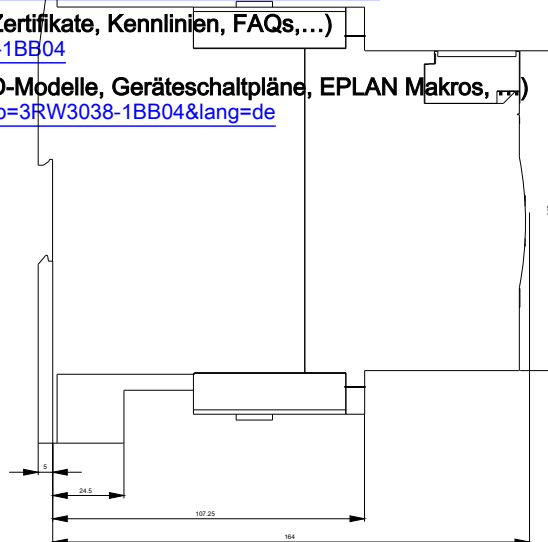 Zertifikate, Kennlinien, FAQs,...)
-1BB04
D-Modelle, Geräteschaltpläne, EPLAN Makros, ...)
b=3RW3038-1BB04&lang=de
5
24.5
107.25
164